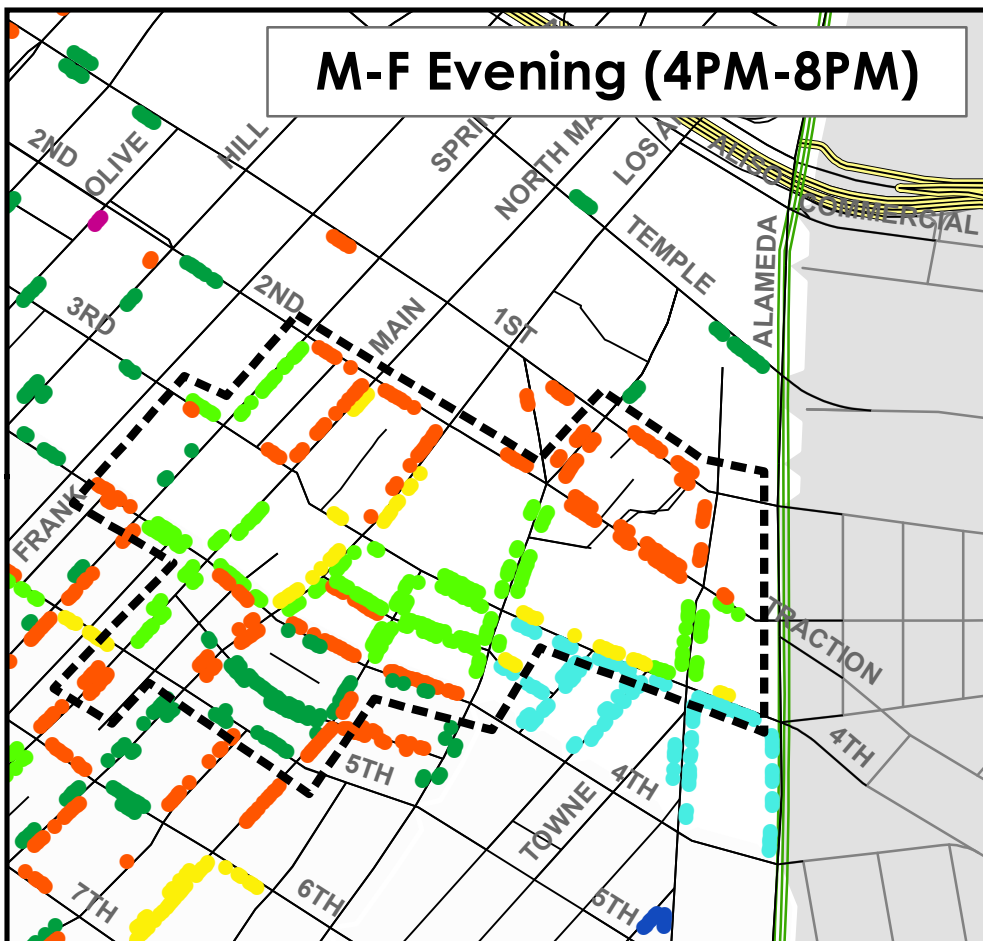 M-F Evening (4PM-8PM)
2ND
OLIVE
HILL
SPRIN
NORTH MA
LOS A
ALISO
COMMERCIAL
TEMPLE
ALAMEDA
3RD
2ND
MAIN
1ST
FRANK
TRACTION
4TH
5TH
4TH
TOWNE
7TH
6TH
5TH